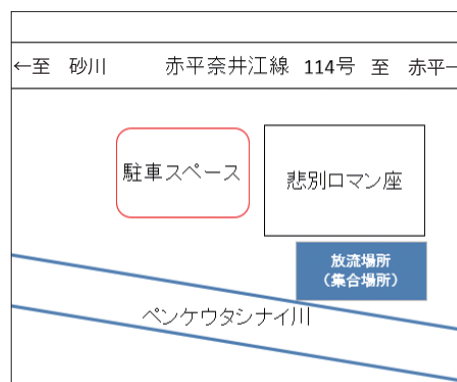 ←至 砂川 赤平奈井江線 114号 至 赤平→
駐車スペース
悲別ロマン座
放流場所
（集合場所）
ペンケウタシナイ川